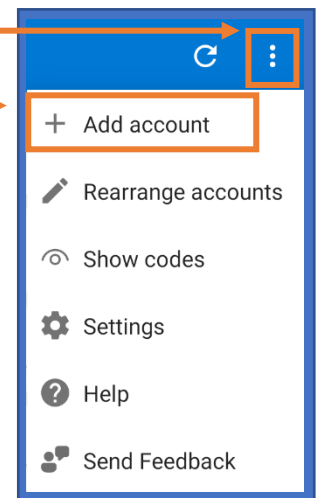 Add account
Rearrange accounts
Show codes
Settings
Help
Send Feedback